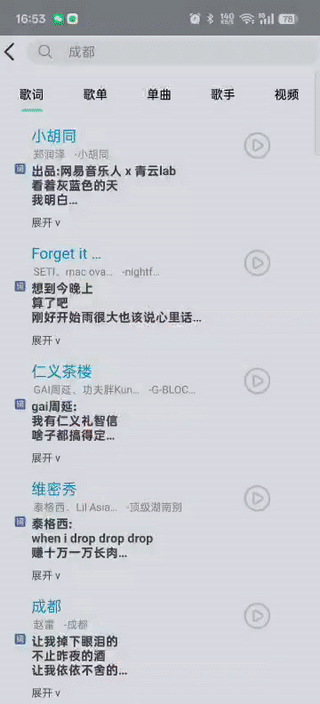 16:53 140 KB/s 5G 78
成都
歌词 歌单 单曲 歌手 视频
小胡同
郑润泽 -小胡同
词 出品:网易音乐人 x 青云lab
看着灰蓝色的天
我明白...
展开 ∨
Forget it ...
SETI、mac ova... -nightf...
词 想到今晚上
算了吧
刚好开始雨很大也该说心里话...
展开 ∨
仁义茶楼
GAI周延、功夫胖Kun... -G-BLOC...
词 gai周延:
我有仁义礼智信
啥子都搞得定...
展开 ∨
维密秀
泰格西、Lil Asia... -顶级湖南别
词 泰格西:
when i drop drop drop
赚十万一万长肉...
展开 ∨
成都
赵雷 -成都
词 让我掉下眼泪的
不止昨夜的酒
让我依依不舍的...
展开 ∨